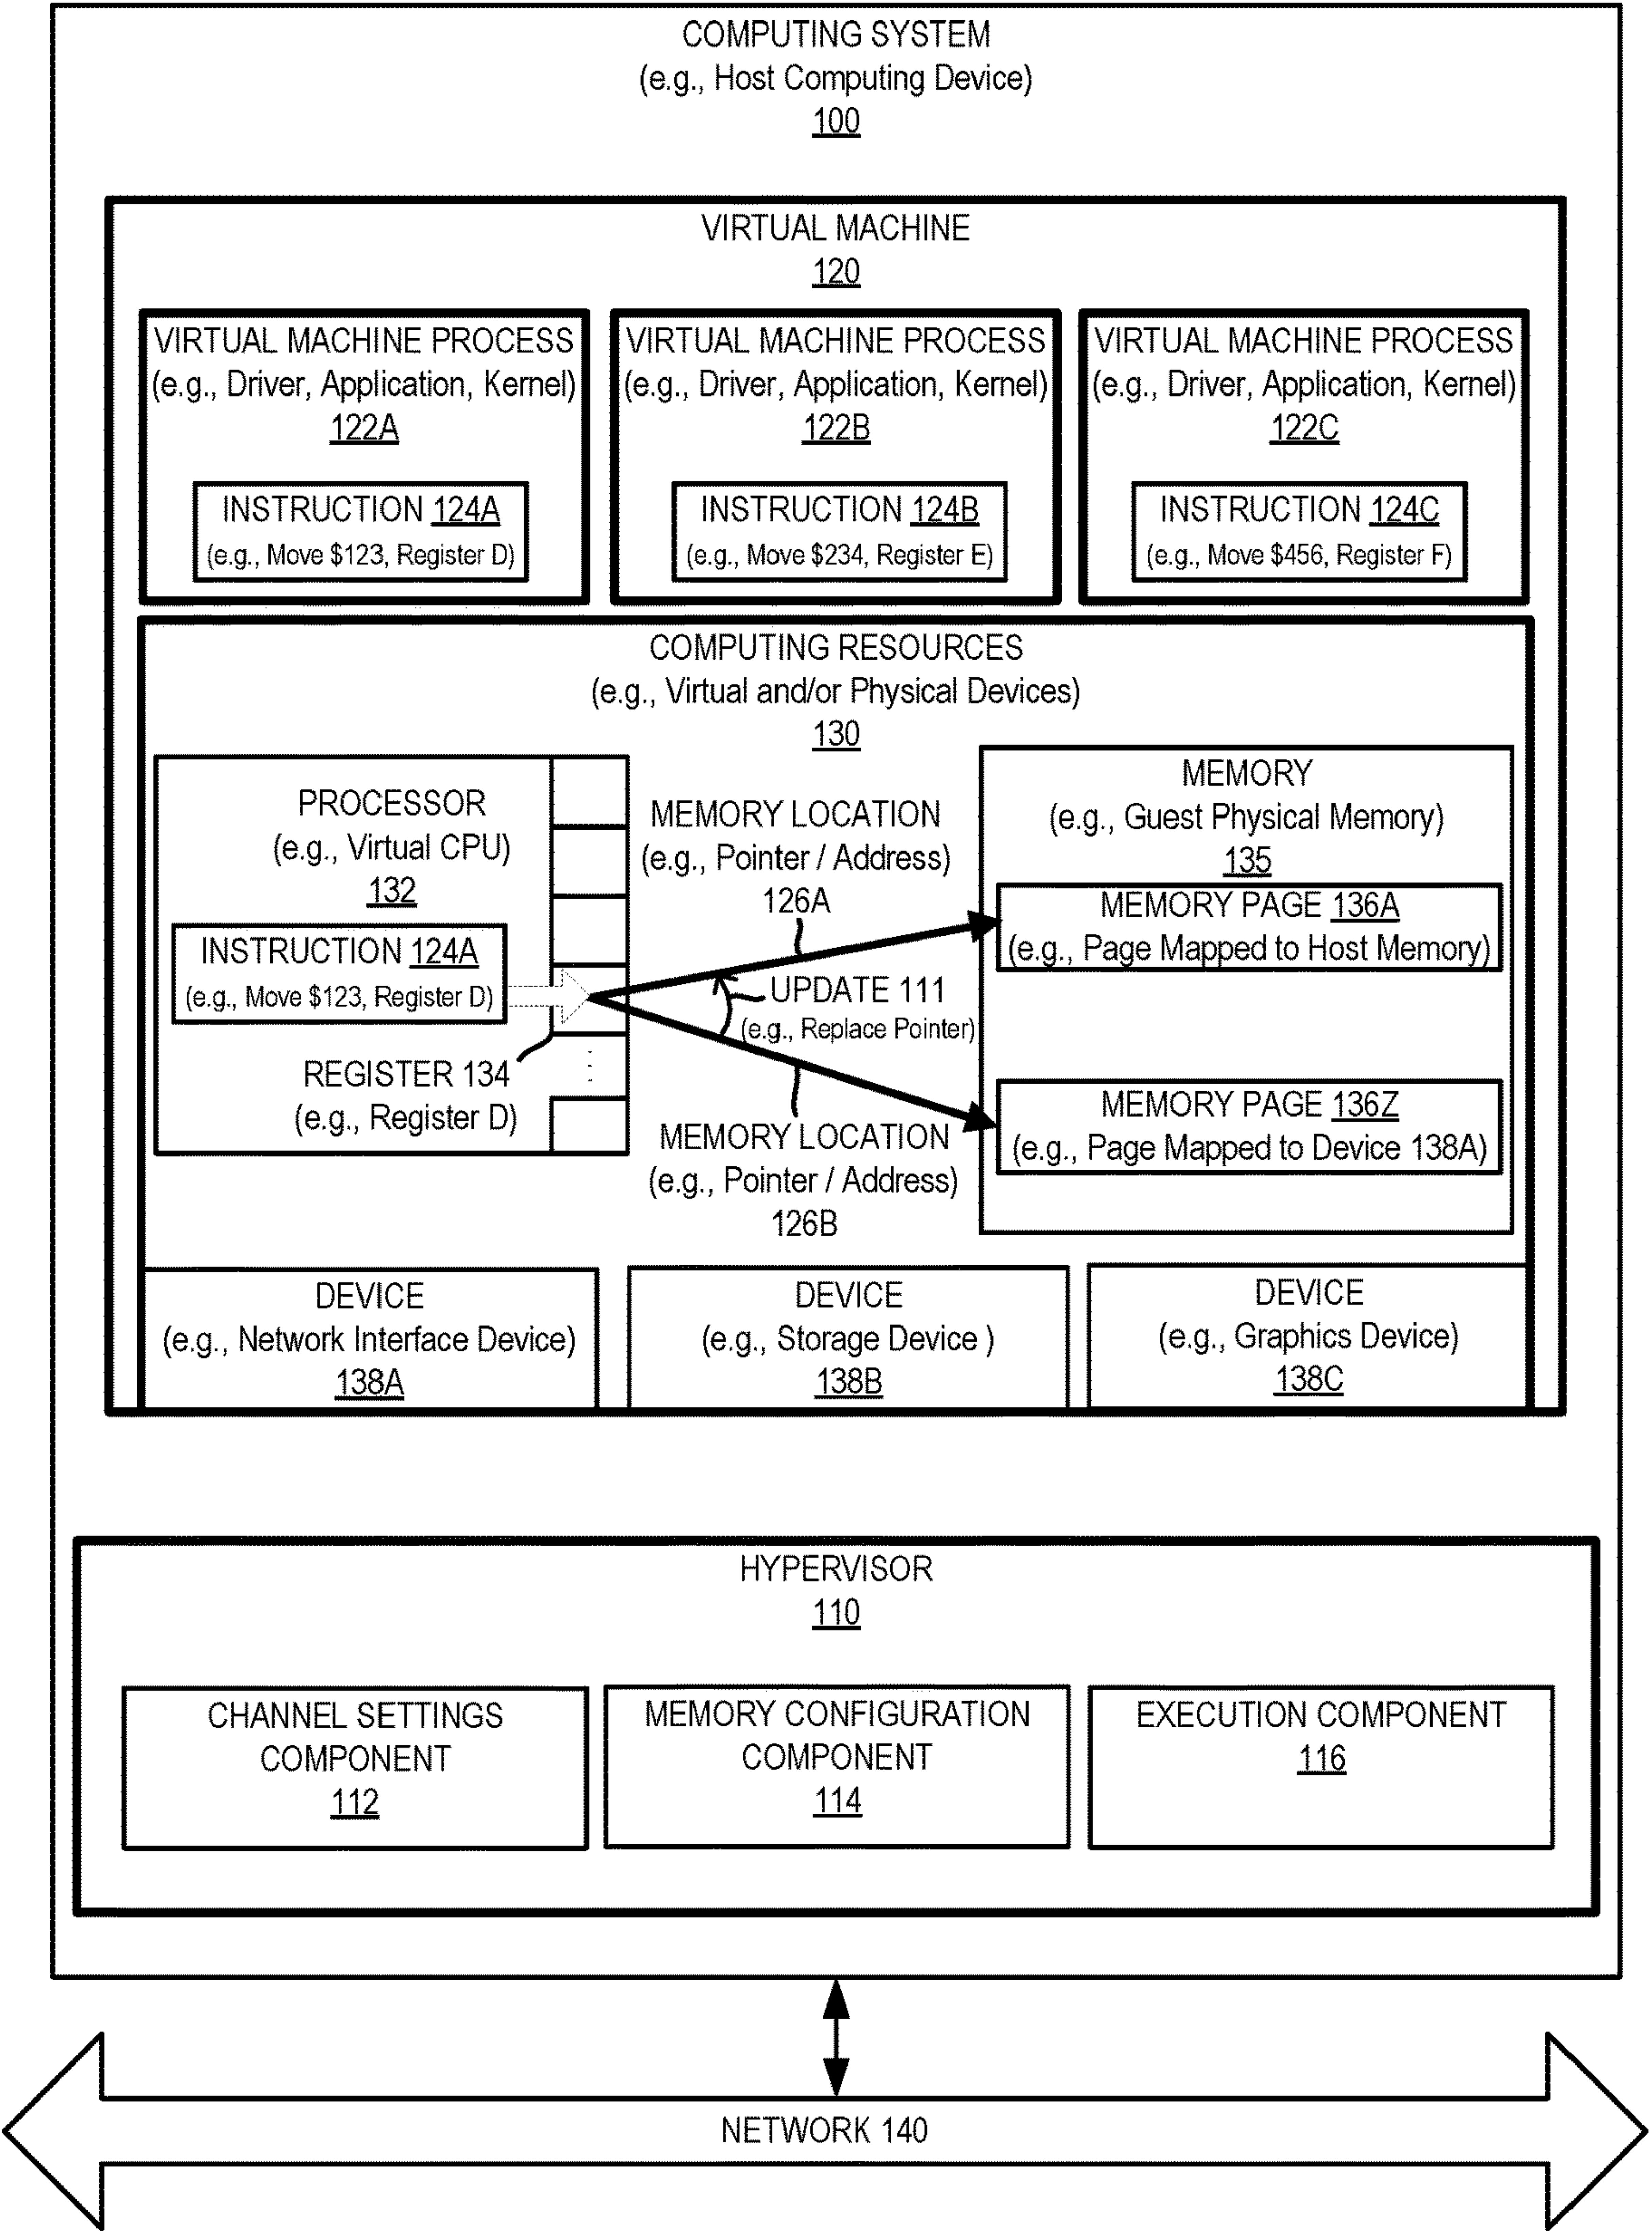 COMPUTING SYSTEM
(e.g., Host Computing Device)
100
VIRTUAL MACHINE
120
VIRTUAL MACHINE PROCESS
(e.g., Driver, Application, Kernel)
122A
INSTRUCTION 124A
(e.g., Move $123, Register D)
VIRTUAL MACHINE PROCESS
(e.g., Driver, Application, Kernel)
122B
INSTRUCTION 124B
(e.g., Move $234, Register E)
VIRTUAL MACHINE PROCESS
(e.g., Driver, Application, Kernel)
122C
INSTRUCTION 124C
(e.g., Move $456, Register F)
COMPUTING RESOURCES
(e.g., Virtual and/or Physical Devices)
130
PROCESSOR
(e.g., Virtual CPU)
132
INSTRUCTION 124A
(e.g., Move $123, Register D)
REGISTER 134
(e.g., Register D)
MEMORY LOCATION
(e.g., Pointer / Address)
126A
UPDATE 111
(e.g., Replace Pointer)
MEMORY LOCATION
(e.g., Pointer / Address)
126B
MEMORY
(e.g., Guest Physical Memory)
135
MEMORY PAGE 136A
(e.g., Page Mapped to Host Memory)
MEMORY PAGE 136Z
(e.g., Page Mapped to Device 138A)
DEVICE
(e.g., Network Interface Device)
138A
DEVICE
(e.g., Storage Device )
138B
DEVICE
(e.g., Graphics Device)
138C
HYPERVISOR
110
CHANNEL SETTINGS
COMPONENT
112
MEMORY CONFIGURATION
COMPONENT
114
EXECUTION COMPONENT
116
NETWORK 140